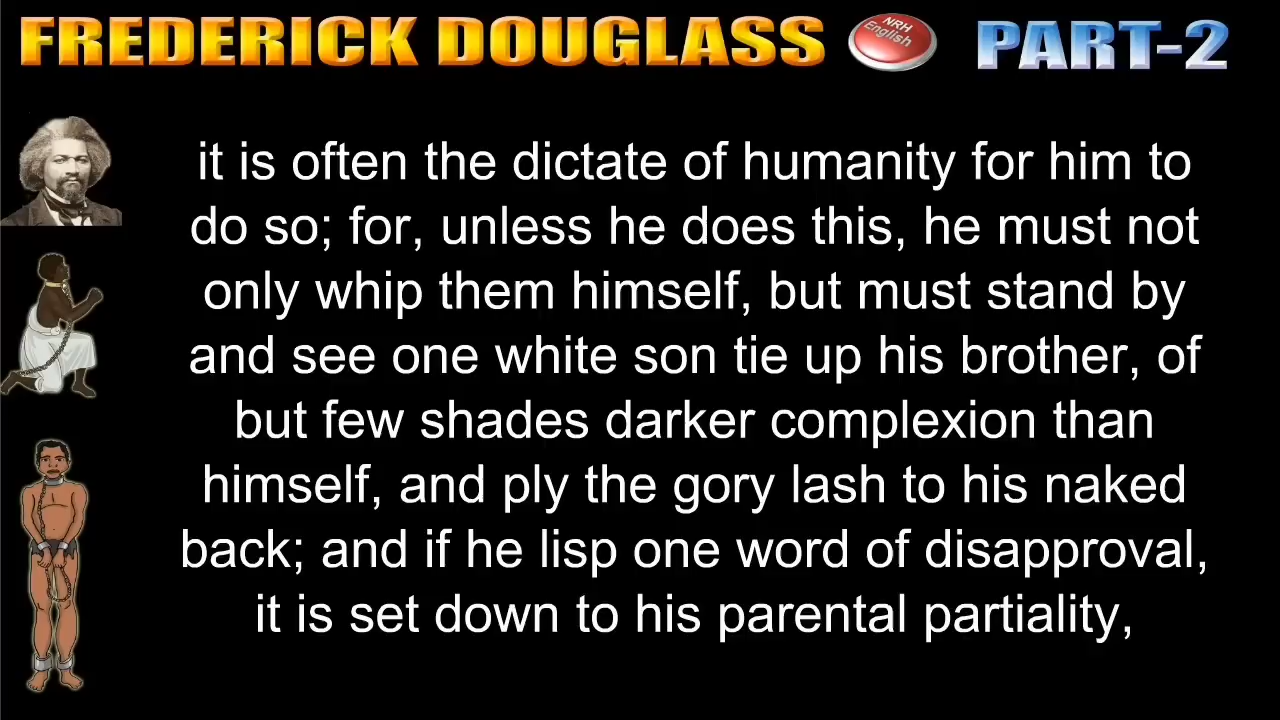 FREDERICK DOUGLASS
NRH
English
PART-2
it is often the dictate of humanity for him to
do so; for, unless he does this, he must not
only whip them himself, but must stand by
and see one white son tie up his brother, of
but few shades darker complexion than
himself, and ply the gory lash to his naked
back; and if he lisp one word of disapproval,
it is set down to his parental partiality,